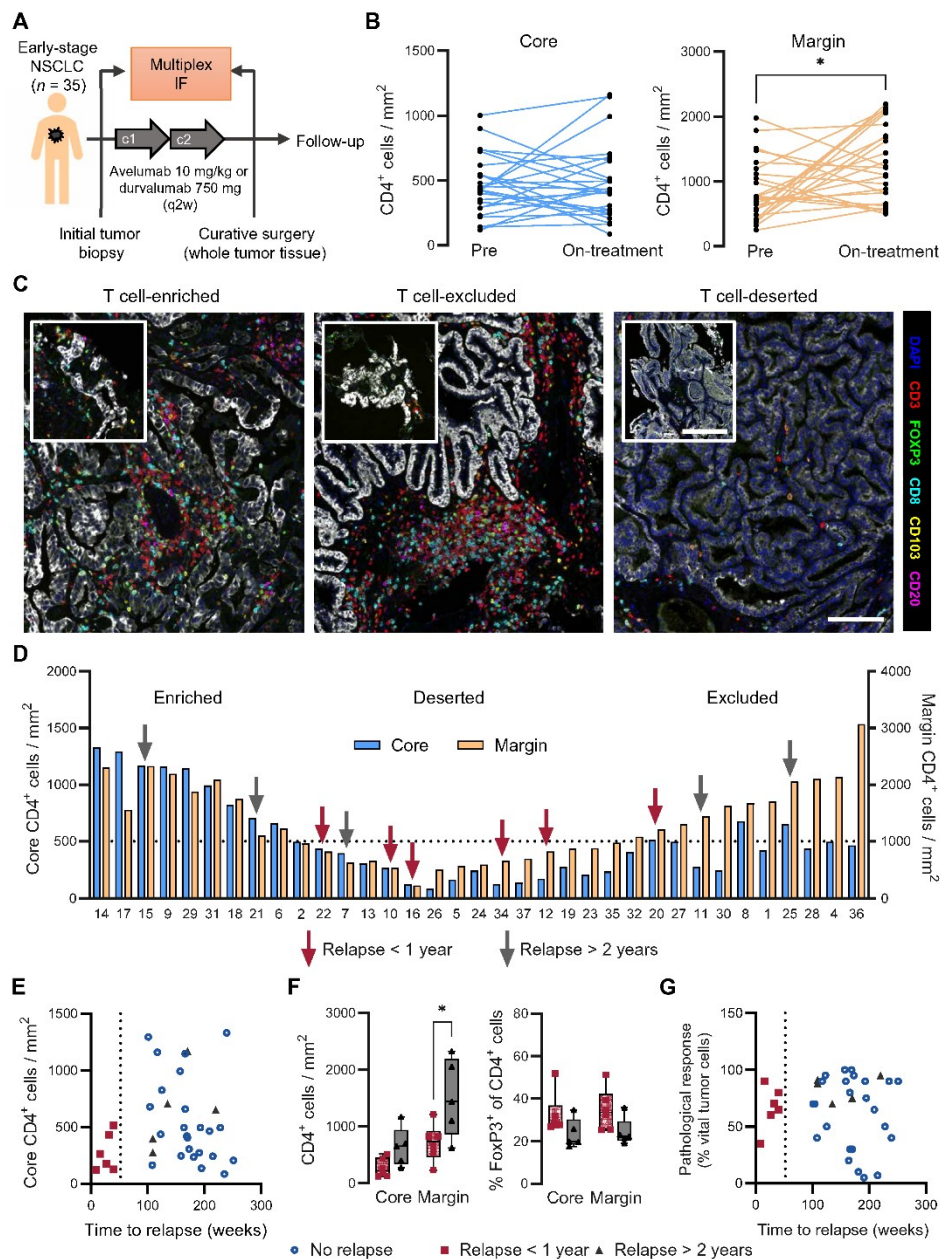 A
Early-stage
NSCLC
(n = 35)
Multiplex
IF
c1
c2
Follow-up
Avelumab 10 mg/kg or
durvalumab 750 mg
(q2w)
Initial tumor
biopsy
Curative surgery
(whole tumor tissue)
B
Core
CD4⁺ cells / mm²
1500
1000
500
0
Pre
On-treatment
Margin
*
CD4⁺ cells / mm²
3000
2000
1000
0
Pre
On-treatment
C
T cell-enriched
T cell-excluded
T cell-deserted
DAPI CD3 FOXP3 CD8 CD103 CD20
D
Core CD4⁺ cells / mm²
2000
1500
1000
500
0
Enriched
Deserted
Excluded
Core
Margin
4000
3000
2000
1000
0
Margin CD4⁺ cells / mm²
14 17 15 9 29 31 18 21 6 2 22 7 13 10 16 26 5 24 34 37 12 19 23 35 32 20 27 11 30 8 1 25 28 4 36
Relapse < 1 year
Relapse > 2 years
E
Core CD4⁺ cells / mm²
1500
1000
500
0
0 100 200 300
Time to relapse (weeks)
F
CD4⁺ cells / mm²
3000
2000
1000
0
*
Core Margin
% FoxP3⁺ of CD4⁺ cells
80
60
40
20
0
Core Margin
G
Pathological response
(% vital tumor cells)
150
100
50
0
0 100 200 300
Time to relapse (weeks)
No relapse
Relapse < 1 year
Relapse > 2 years